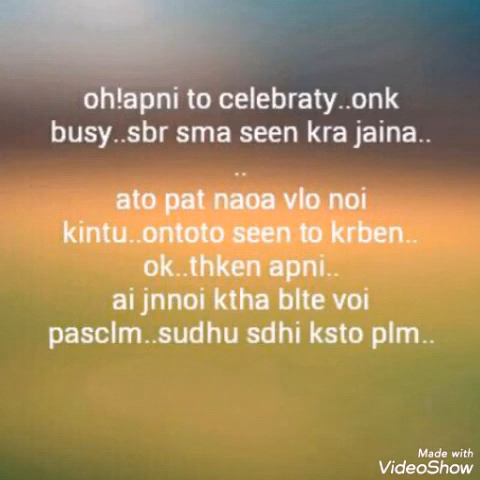 oh!apni to celebraty..onk
busy..sbr sma seen kra jaina..
..
ato pat naoa vlo noi
kintu..ontoto seen to krben..
ok..thken apni..
ai jnnoi ktha blte voi
pasclm..sudhu sdhi ksto plm..
Made with
VideoShow